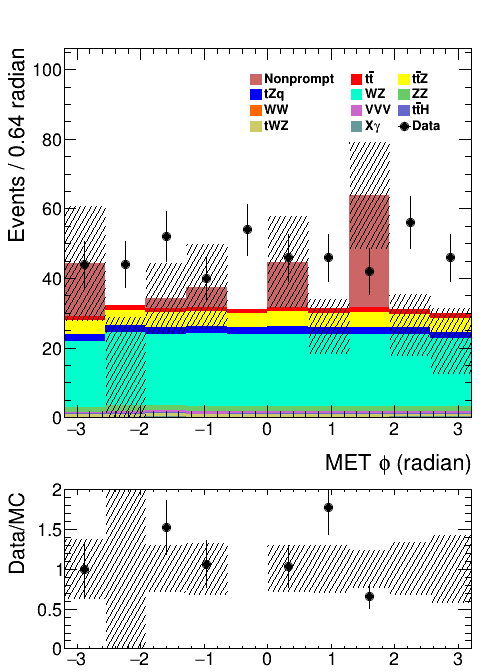 Events / 0.64 radian
100
80
60
40
20
0
Nonprompt tt̄ tt̄Z
tZq WZ ZZ
WW VVV tt̄H
tWZ Xγ Data
−3 −2 −1 0 1 2 3
MET ϕ (radian)
Data/MC
2
1.5
1
0.5
0
−3 −2 −1 0 1 2 3